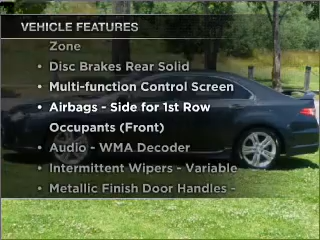 VEHICLE FEATURES
Zone
• Disc Brakes Rear Solid
• Multi-function Control Screen
• Airbags - Side for 1st Row
Occupants (Front)
• Audio - WMA Decoder
• Intermittent Wipers - Variable
• Metallic Finish Door Handles -